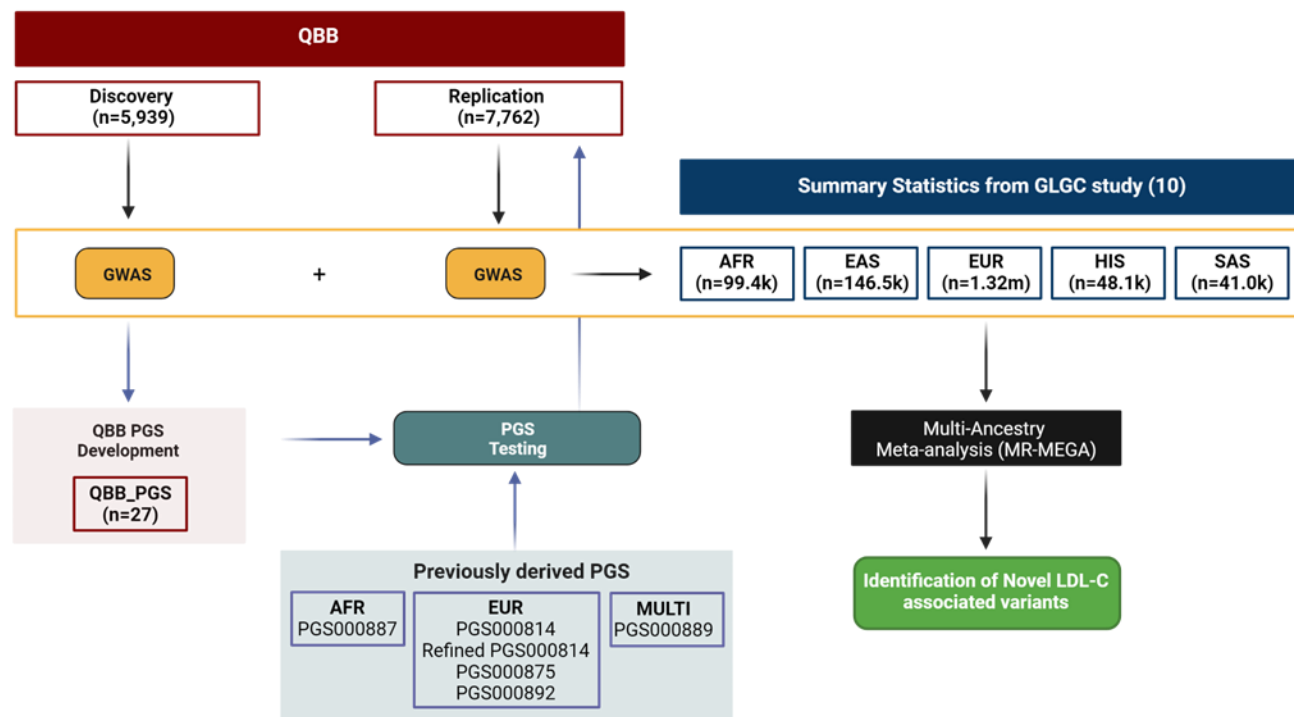 QBB
Discovery
(n=5,939)
Replication
(n=7,762)
Summary Statistics from GLGC study (10)
GWAS
+
GWAS
AFR
(n=99.4k)
EAS
(n=146.5k)
EUR
(n=1.32m)
HIS
(n=48.1k)
SAS
(n=41.0k)
QBB PGS
Development
QBB_PGS
(n=27)
PGS
Testing
Multi-Ancestry
Meta-analysis (MR-MEGA)
Previously derived PGS
AFR
PGS000887
EUR
PGS000814
Refined PGS000814
PGS000875
PGS000892
MULTI
PGS000889
Identification of Novel LDL-C
associated variants